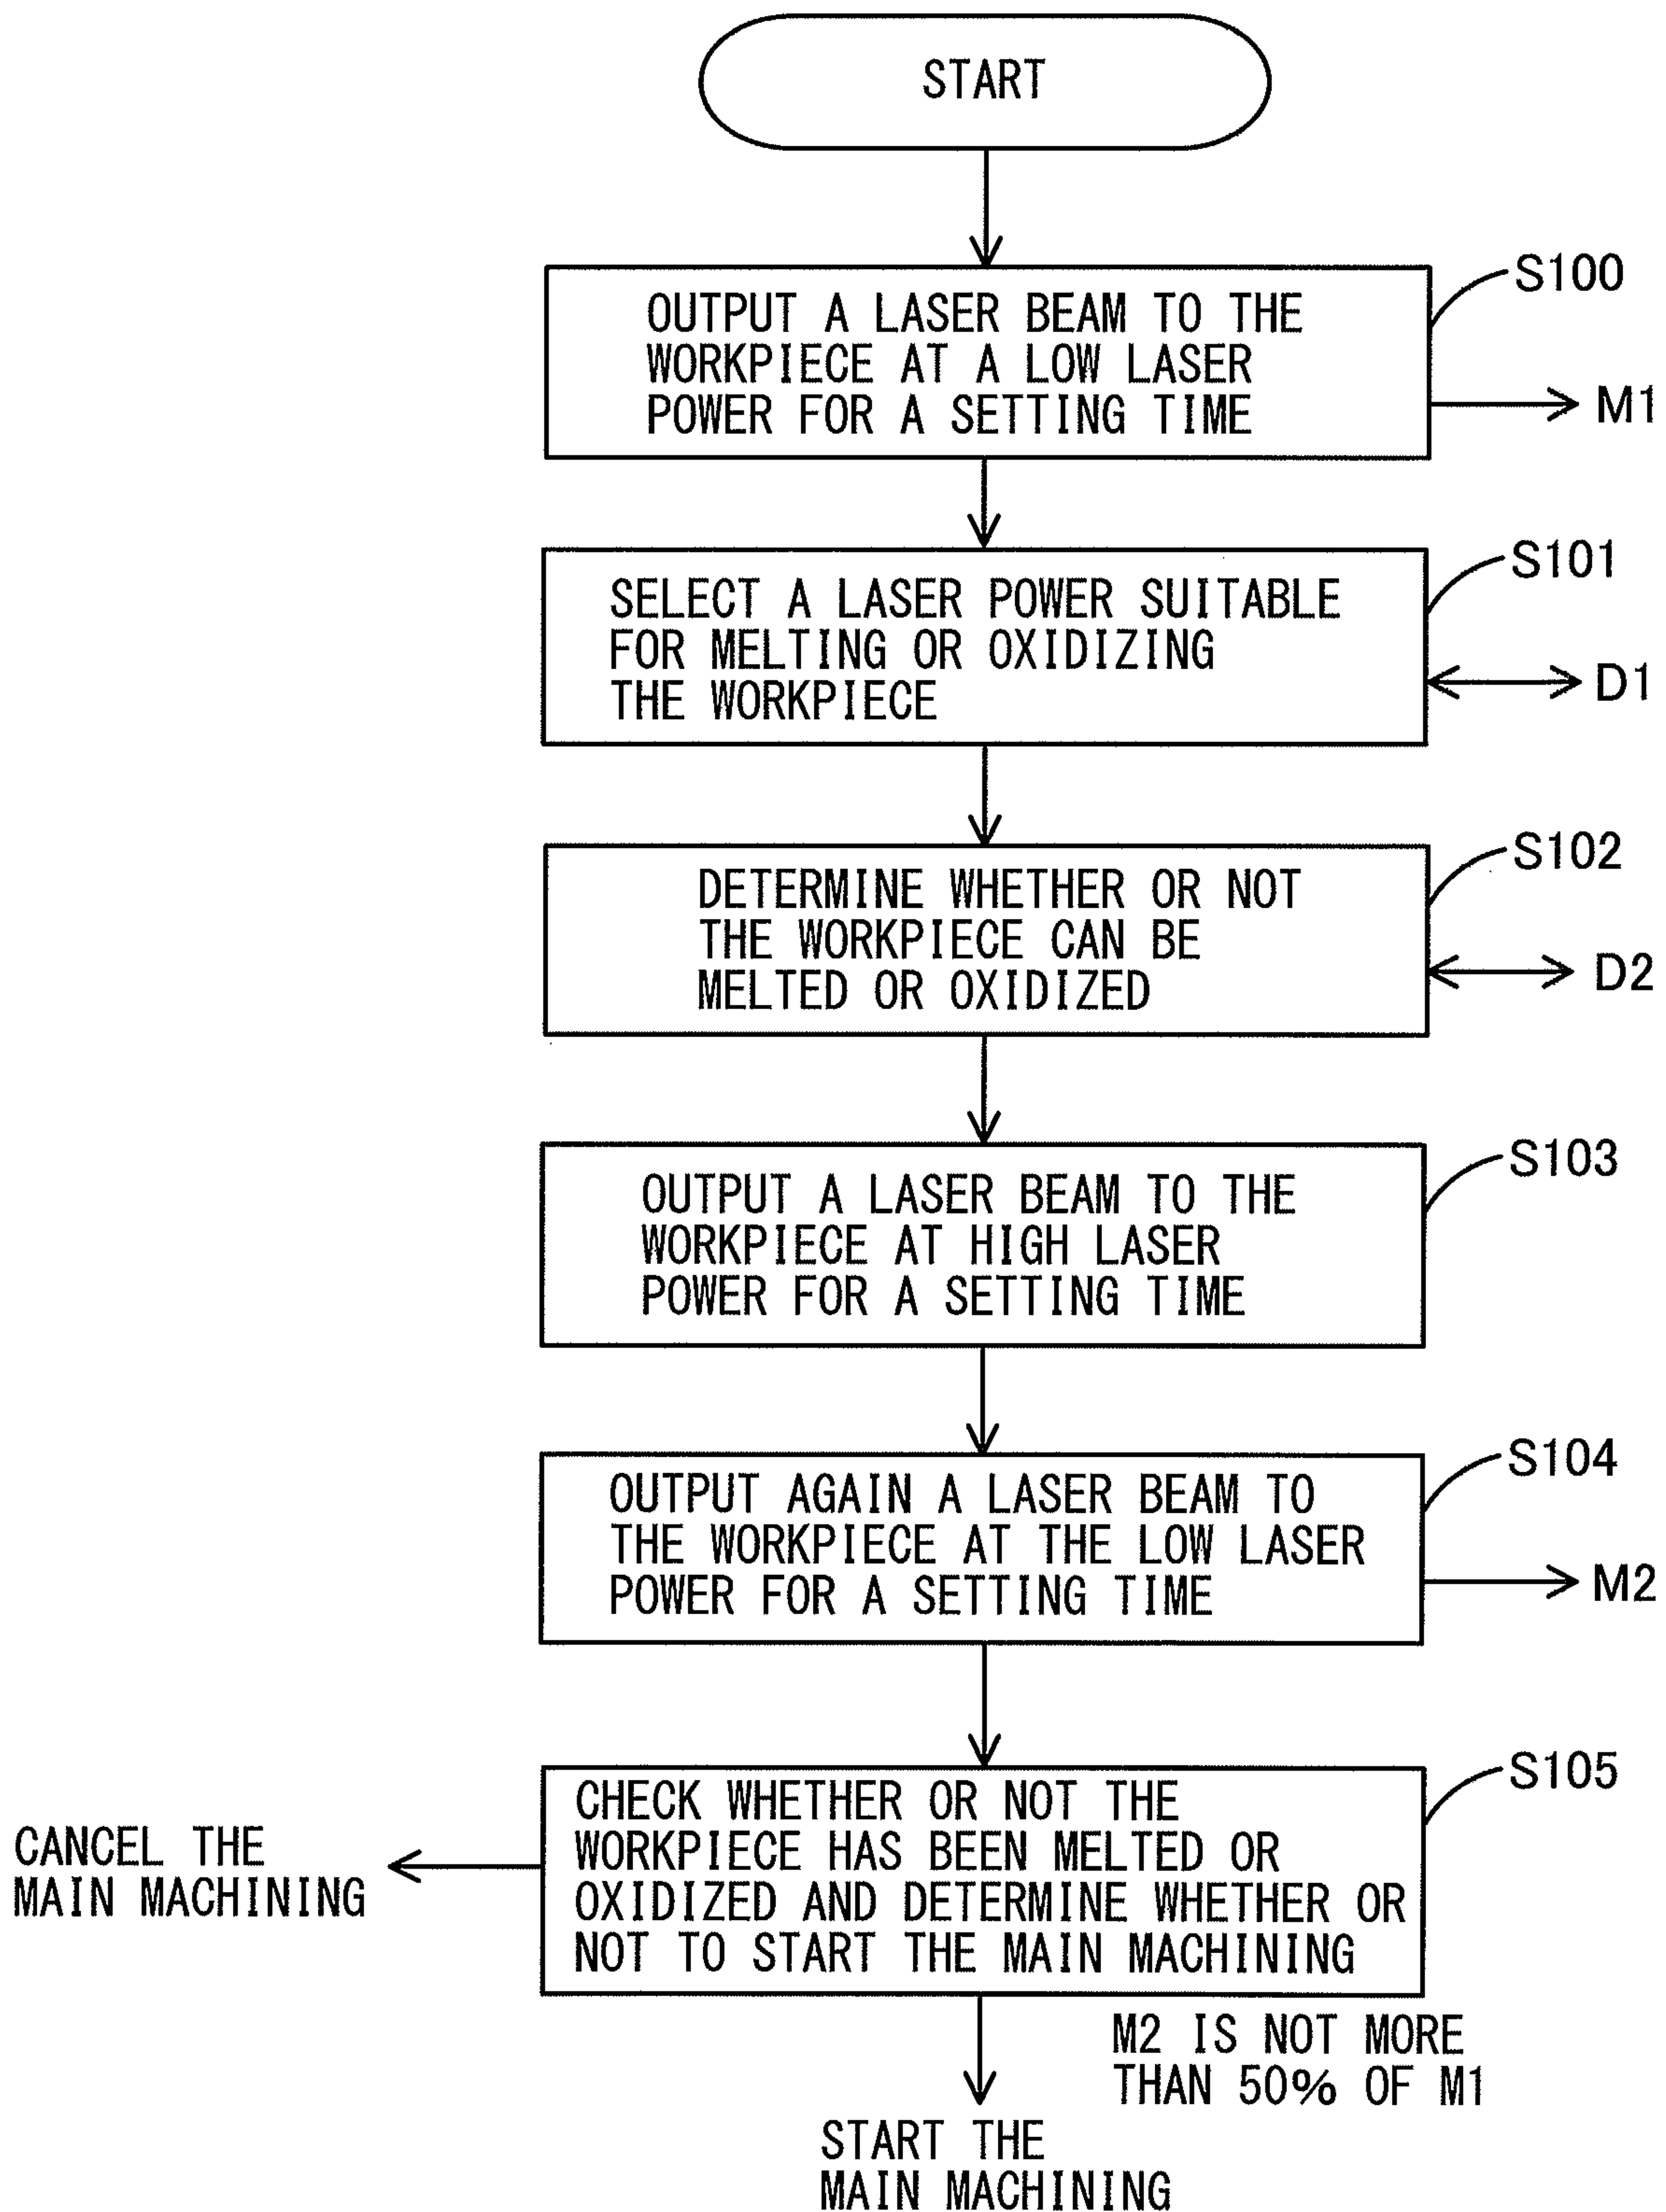 START
S100
OUTPUT A LASER BEAM TO THE
WORKPIECE AT A LOW LASER
POWER FOR A SETTING TIME
M1
S101
SELECT A LASER POWER SUITABLE
FOR MELTING OR OXIDIZING
THE WORKPIECE
D1
S102
DETERMINE WHETHER OR NOT
THE WORKPIECE CAN BE
MELTED OR OXIDIZED
D2
S103
OUTPUT A LASER BEAM TO THE
WORKPIECE AT HIGH LASER
POWER FOR A SETTING TIME
S104
OUTPUT AGAIN A LASER BEAM TO
THE WORKPIECE AT THE LOW LASER
POWER FOR A SETTING TIME
M2
S105
CHECK WHETHER OR NOT THE
WORKPIECE HAS BEEN MELTED OR
OXIDIZED AND DETERMINE WHETHER OR
NOT TO START THE MAIN MACHINING
CANCEL THE
MAIN MACHINING
M2 IS NOT MORE
THAN 50% OF M1
START THE
MAIN MACHINING